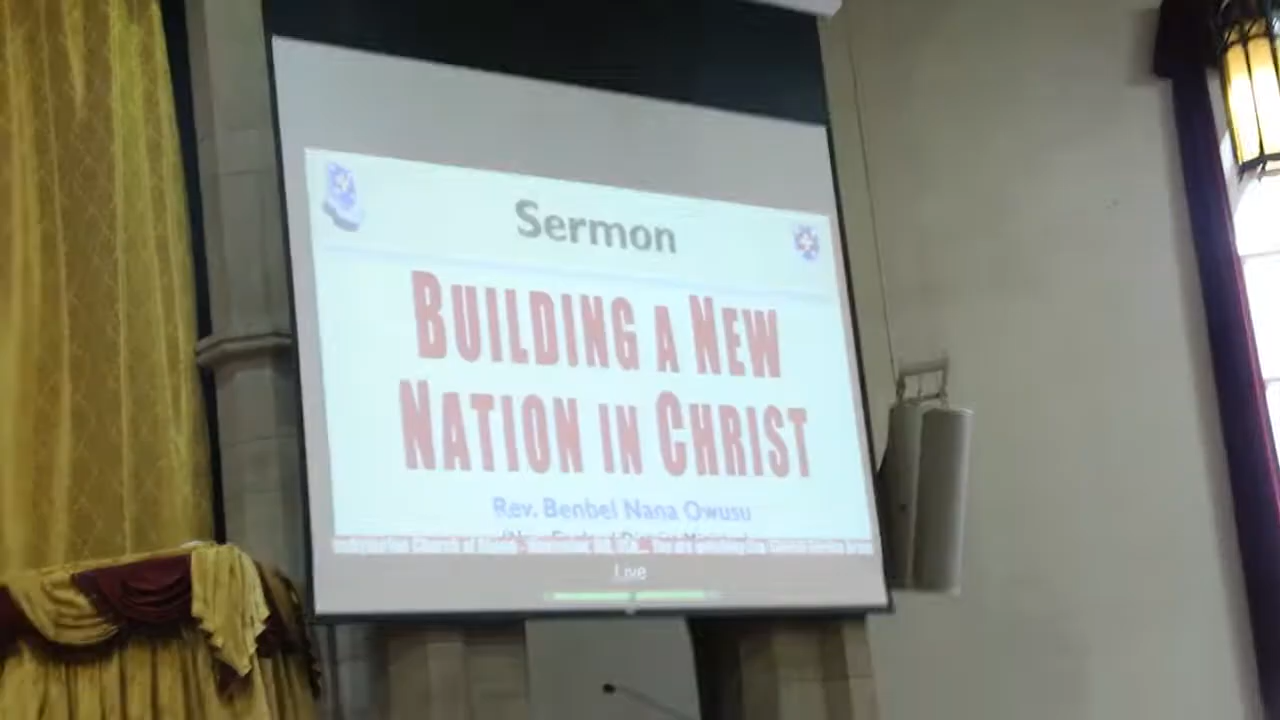 Sermon
BUILDING A NEW
NATION IN CHRIST
Rev. Benbel Nana Owusu
Live